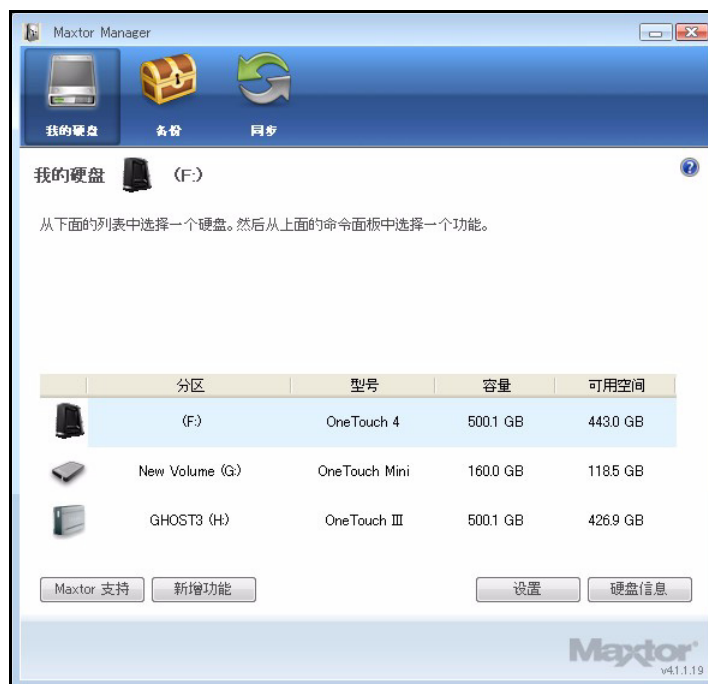 Maxtor Manager
我的硬盘 备份 同步
我的硬盘 (F:)
从下面的列表中选择一个硬盘。然后从上面的命令面板中选择一个功能。
分区 型号 容量 可用空间
(F:) OneTouch 4 500.1 GB 443.0 GB
New Volume (G:) OneTouch Mini 160.0 GB 118.5 GB
GHOST3 (H:) OneTouch III 500.1 GB 426.9 GB
Maxtor 支持 新增功能 设置 硬盘信息
Maxtor
v4.1.1.19